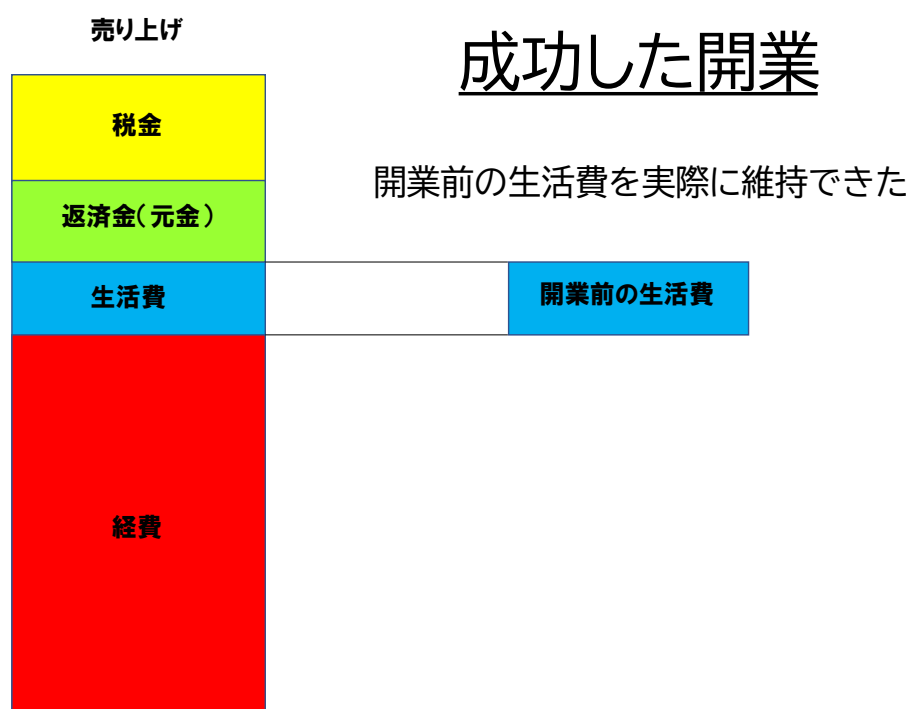 売り上げ
成功した開業
税金
開業前の生活費を実際に維持できた
返済金(元金)
生活費
開業前の生活費
経費